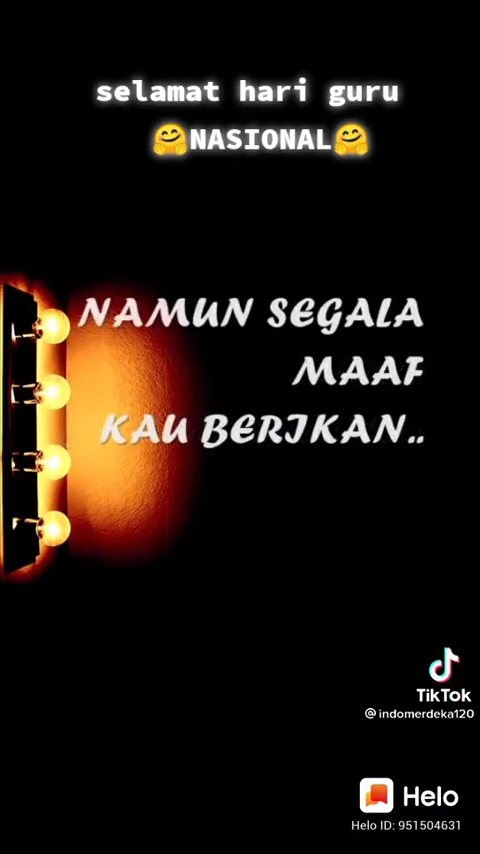 selamat hari guru
🤗NASIONAL🤗
NAMUN SEGALA
MAAF
KAU BERIKAN..
TikTok
@indomerdeka120
Helo
Helo ID: 951504631